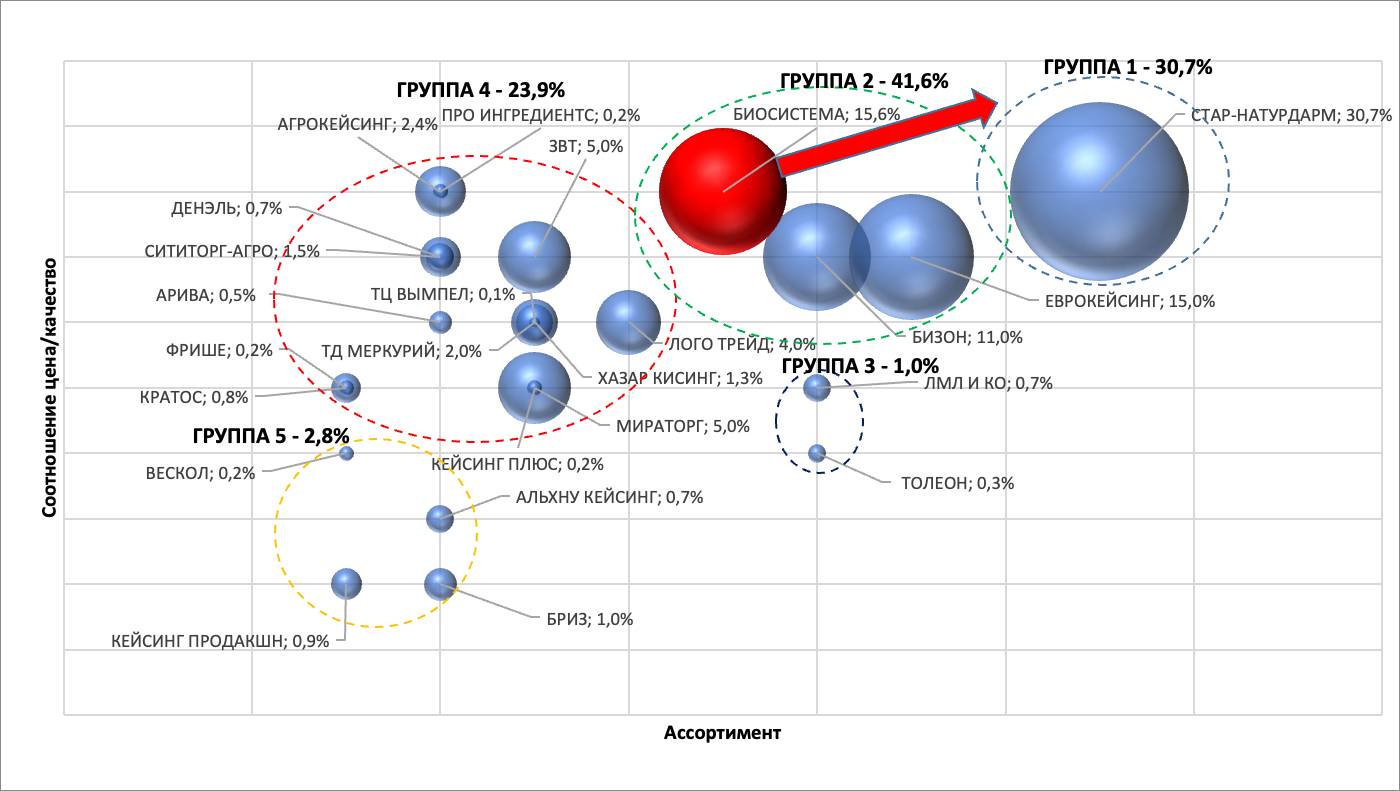 ГРУППА 1 - 30,7%
ГРУППА 2 - 41,6%
ГРУППА 4 - 23,9%
БИОСИСТЕМА; 15,6%
СТАР-НАТУРДАРМ; 30,7%
ПРО ИНГРЕДИЕНТС; 0,2%
АГРОКЕЙСИНГ; 2,4%
ЗВТ; 5,0%
ДЕНЭЛЬ; 0,7%
СИТИТОРГ-АГРО; 1,5%
АРИВА; 0,5%
ТЦ ВЫМПЕЛ; 0,1%
ЕВРОКЕЙСИНГ; 15,0%
БИЗОН; 11,0%
ЛОГО ТРЕЙД; 4,0%
ФРИШЕ; 0,2%
ТД МЕРКУРИЙ; 2,0%
ГРУППА 3 - 1,0%
ХАЗАР КИСИНГ; 1,3%
ЛМЛ И КО; 0,7%
КРАТОС; 0,8%
МИРАТОРГ; 5,0%
ГРУППА 5 - 2,8%
КЕЙСИНГ ПЛЮС; 0,2%
ВЕСКОЛ; 0,2%
ТОЛЕОН; 0,3%
АЛЬХНУ КЕЙСИНГ; 0,7%
БРИЗ; 1,0%
КЕЙСИНГ ПРОДАКШН; 0,9%
Соотношение цена/качество
Ассортимент